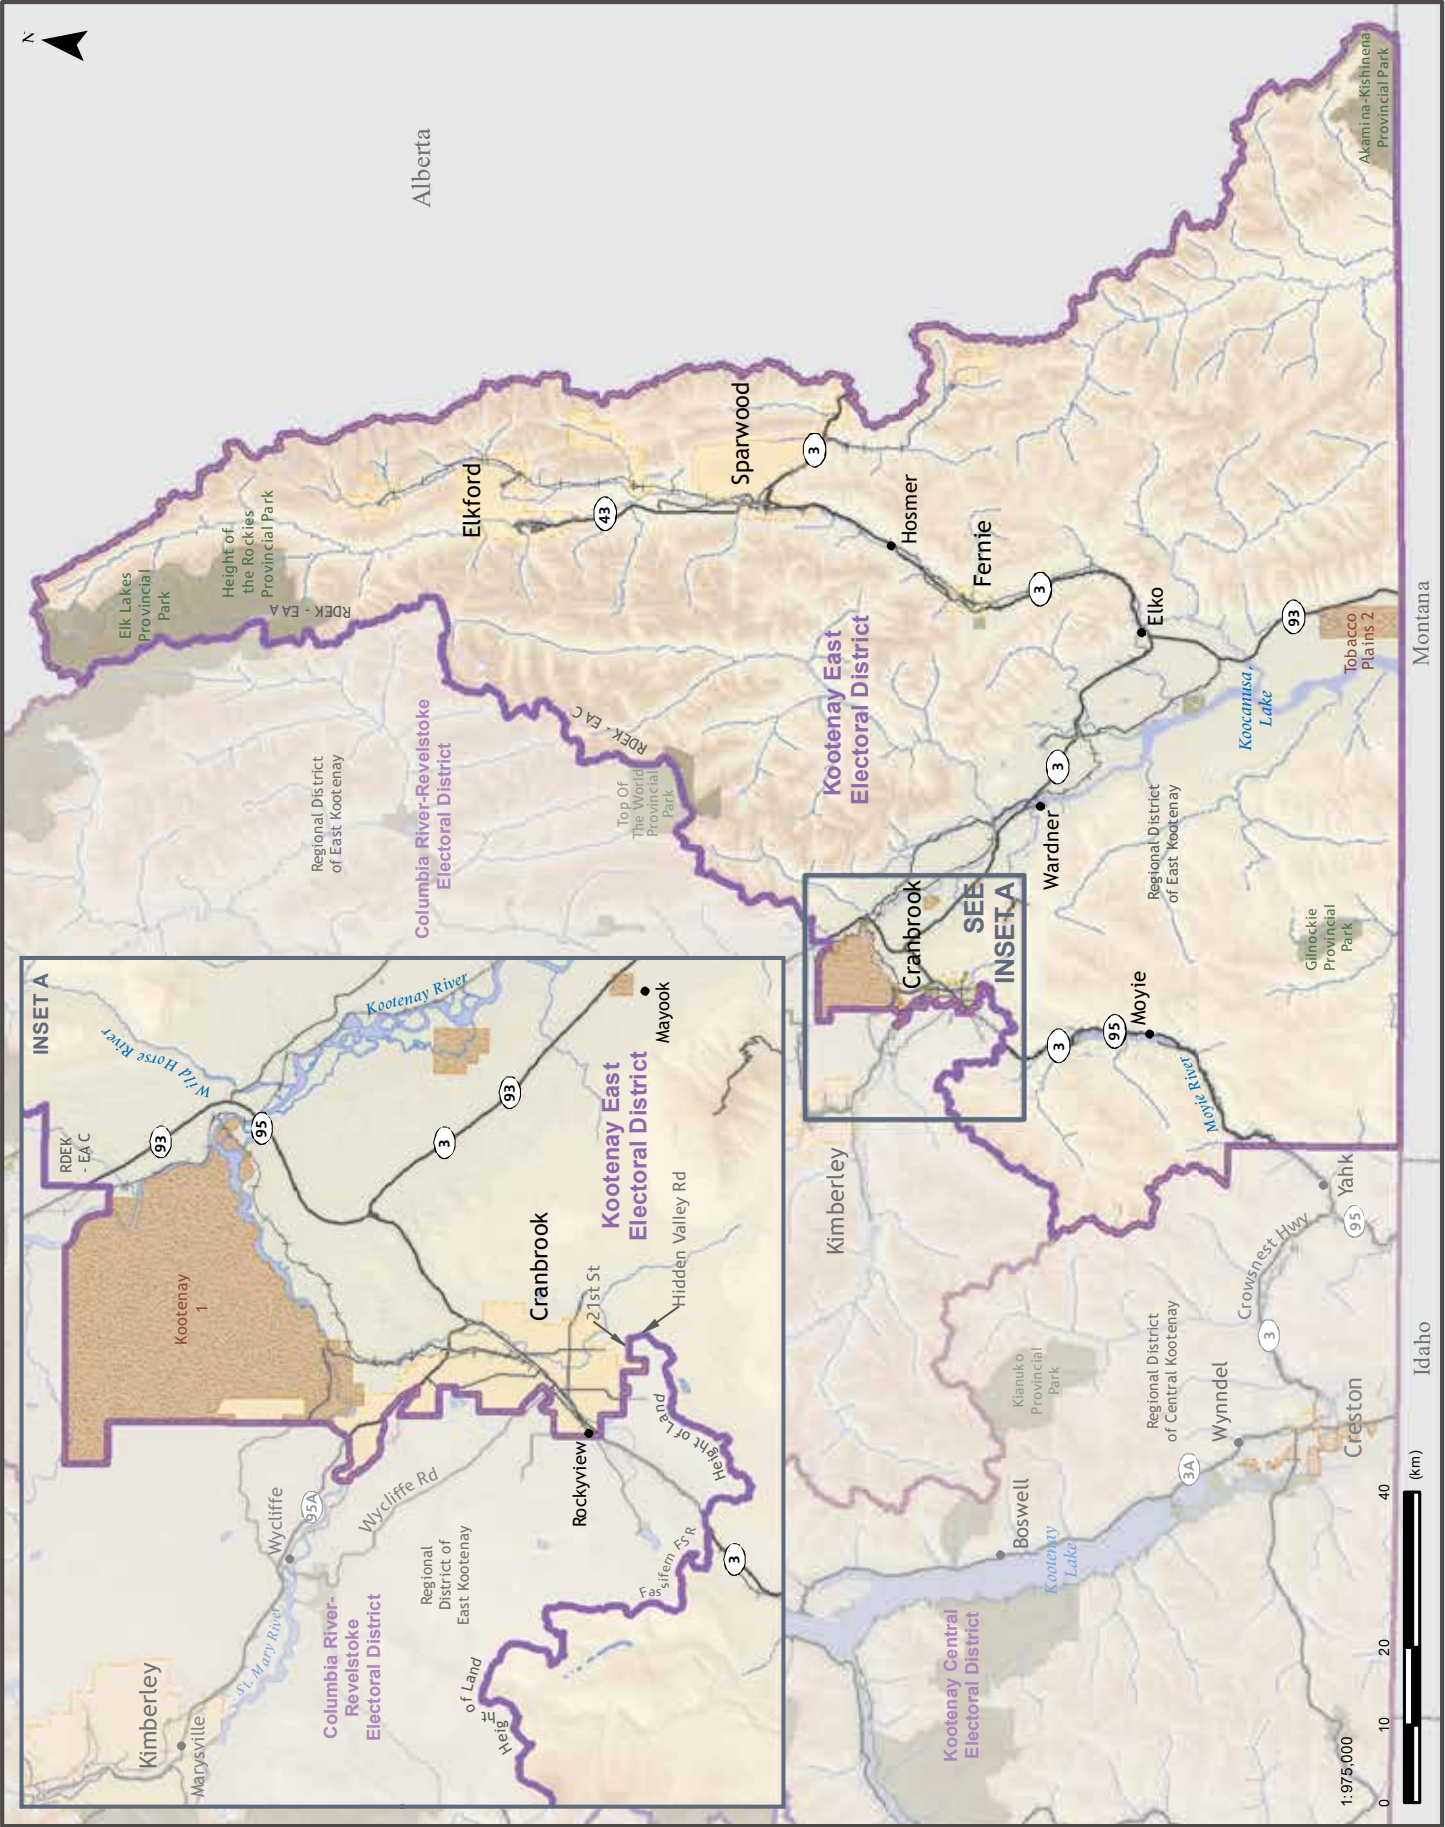 N
INSET A
Wild Horse River
Kootenay River
RDEK
- EA C
93
95
Kootenay
1
3
93
Mayook
Kootenay East
Electoral District
Cranbrook
21st St
Hidden Valley Rd
Height of Land
Rockyview
Wycliffe
95A
Wycliffe Rd
Regional
District of
East Kootenay
Fassifern FSR
3
Kimberley
Marysville
St. Mary River
Columbia River-
Revelstoke
Electoral District
Height of Land
Alberta
Elk Lakes
Provincial
Park
Height of
the Rockies
Provincial Park
RDEK - EA A
Elkford
43
Sparwood
3
Hosmer
Fernie
3
Elko
93
Tobacco
Plains 2
Koocanusa,
Lake
Akamina-Kishinena
Provincial Park
Montana
Regional District
of East Kootenay
Columbia River-Revelstoke
Electoral District
RDEK - EA C
Top Of
The World
Provincial
Park
Kootenay East
Electoral District
3
Wardner
Regional District
of East Kootenay
Cranbrook
SEE
INSET A
Gilnockie
Provincial
Park
3
95
Moyie
Moyie River
Kimberley
Yahk
95
Crowsnest Hwy
3
Regional District
of Central Kootenay
Kianuko
Provincial
Park
Wynndel
Creston
3A
Boswell
Kootenay
Lake
Kootenay Central
Electoral District
Idaho
1:975,000
0
10
20
40
(km)